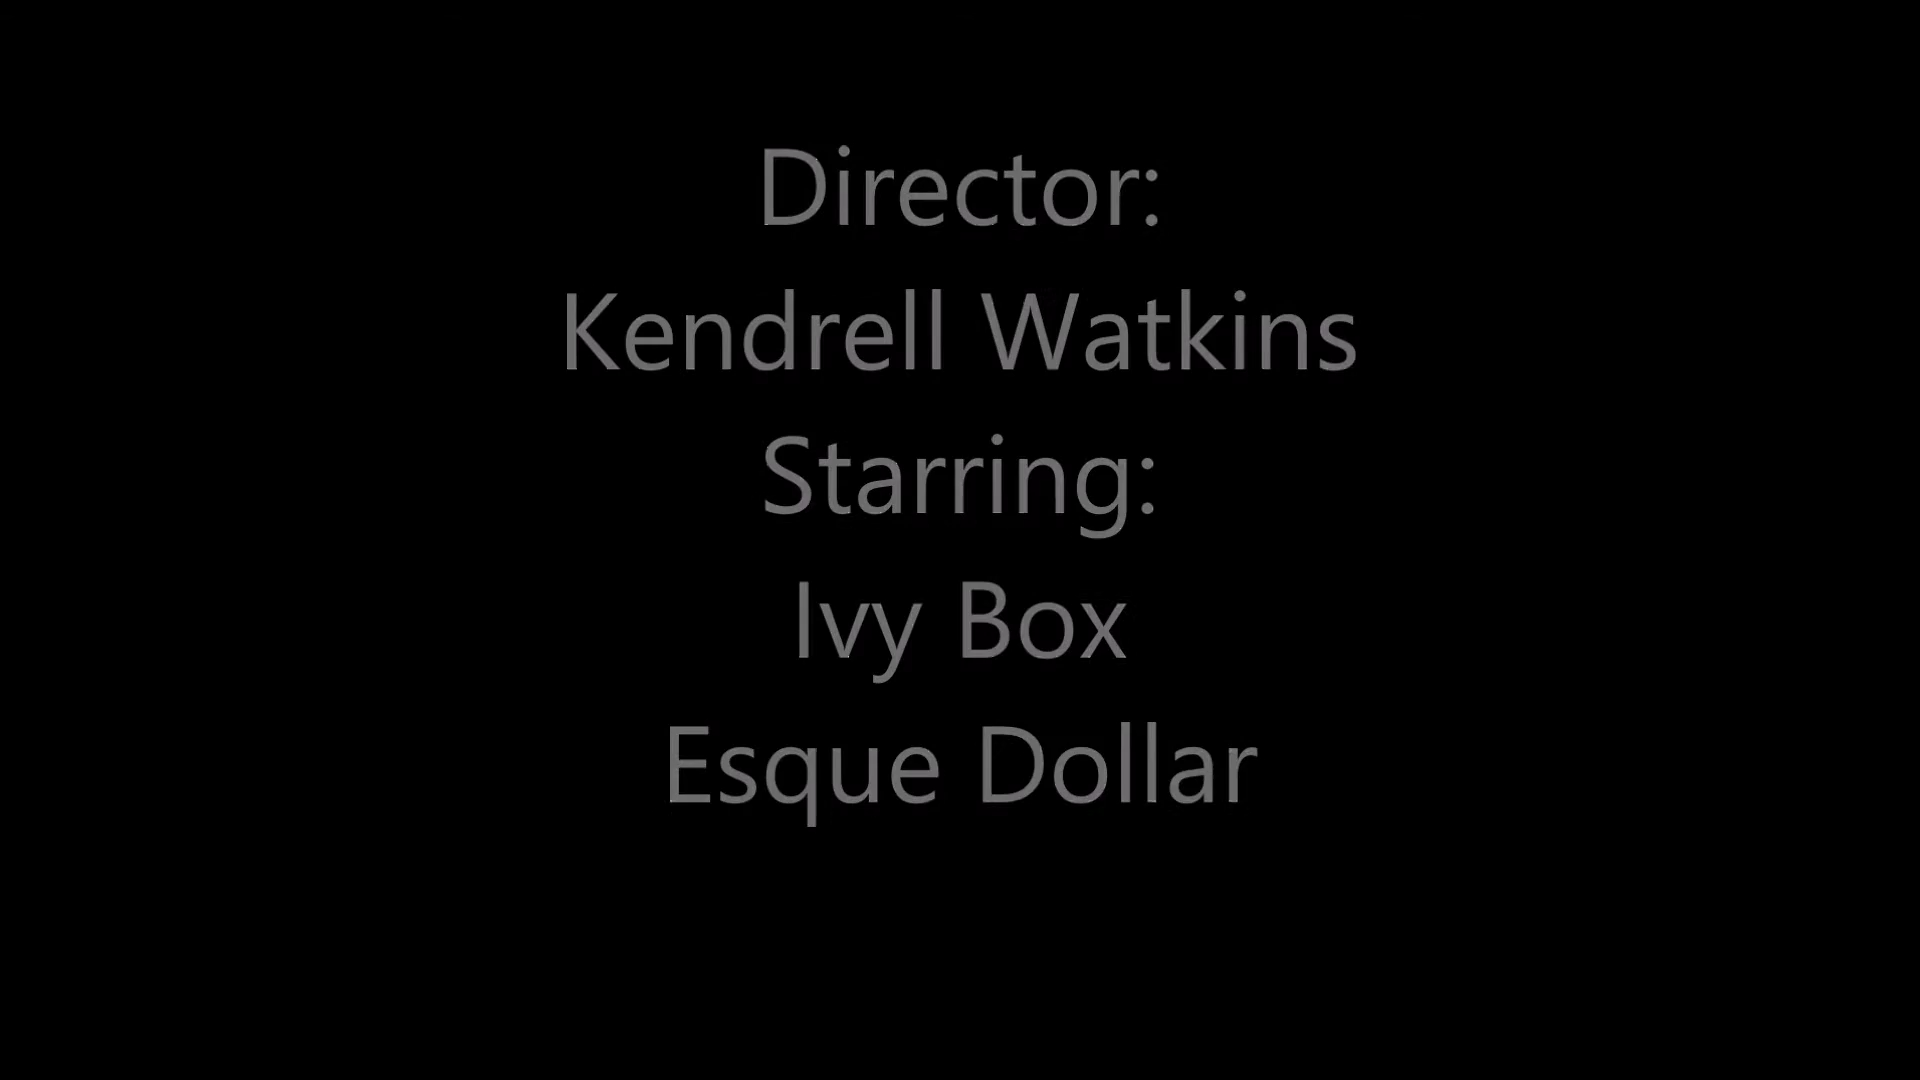 Director:
Kendrell Watkins
Starring:
Ivy Box
Esque Dollar